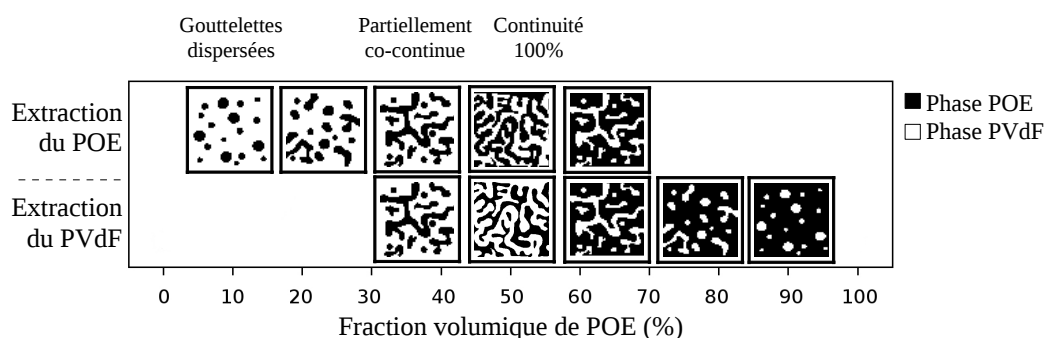 Gouttelettes
dispersées
Partiellement
co-continue
Continuité
100%
Extraction
du POE
Extraction
du PVdF
Phase POE
Phase PVdF
0 10 20 30 40 50 60 70 80 90 100
Fraction volumique de POE (%)